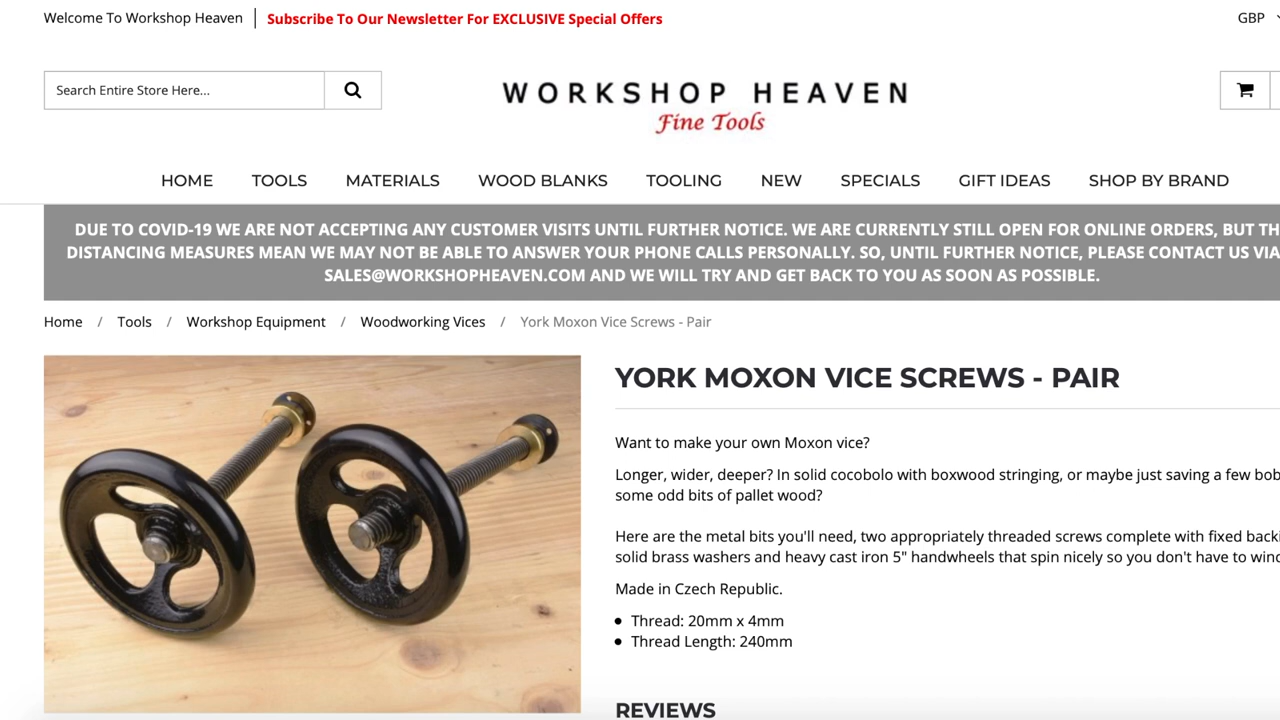 Welcome To Workshop Heaven
Subscribe To Our Newsletter For EXCLUSIVE Special Offers
GBP
Search Entire Store Here...
WORKSHOP HEAVEN
Fine Tools
HOME TOOLS MATERIALS WOOD BLANKS TOOLING NEW SPECIALS GIFT IDEAS SHOP BY BRAND
DUE TO COVID-19 WE ARE NOT ACCEPTING ANY CUSTOMER VISITS UNTIL FURTHER NOTICE. WE ARE CURRENTLY STILL OPEN FOR ONLINE ORDERS, BUT TH
DISTANCING MEASURES MEAN WE MAY NOT BE ABLE TO ANSWER YOUR PHONE CALLS PERSONALLY. SO, UNTIL FURTHER NOTICE, PLEASE CONTACT US VIA
SALES@WORKSHOPHEAVEN.COM AND WE WILL TRY AND GET BACK TO YOU AS SOON AS POSSIBLE.
Home / Tools / Workshop Equipment / Woodworking Vices / York Moxon Vice Screws - Pair
YORK MOXON VICE SCREWS - PAIR
Want to make your own Moxon vice?
Longer, wider, deeper? In solid cocobolo with boxwood stringing, or maybe just saving a few bob
some odd bits of pallet wood?
Here are the metal bits you'll need, two appropriately threaded screws complete with fixed backi
solid brass washers and heavy cast iron 5" handwheels that spin nicely so you don't have to wind
Made in Czech Republic.
• Thread: 20mm x 4mm
• Thread Length: 240mm
REVIEWS